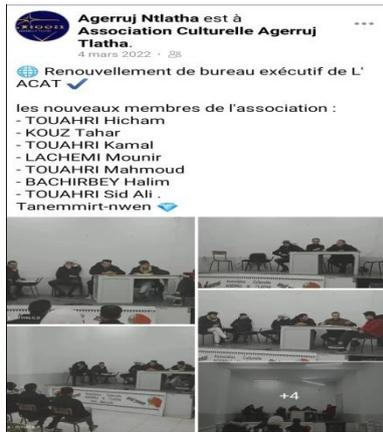 Agerruj Ntlatha est à
Association Culturelle Agerruj
Tlatha.
4 mars 2022 ·
Renouvellement de bureau exécutif de L'
ACAT
les nouveaux membres de l'association :
- TOUAHRI Hicham
- KOUZ Tahar
- TOUAHRI Kamal
- LACHEMI Mounir
- TOUAHRI Mahmoud
- BACHIRBEY Halim
- TOUAHRI Sid Ali .
Tanemmirt-nwen
+4